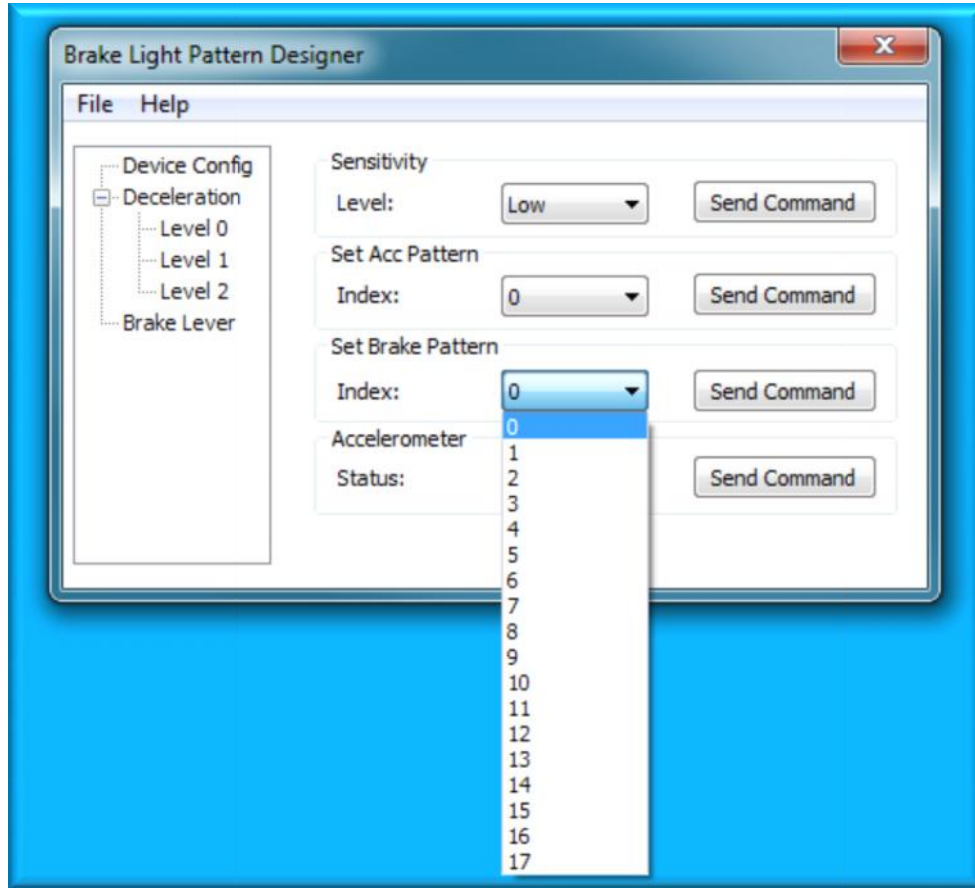 Brake Light Pattern Designer
File Help
Device Config
Deceleration
Level 0
Level 1
Level 2
Brake Lever
Sensitivity
Level: Low Send Command
Set Acc Pattern
Index: 0 Send Command
Set Brake Pattern
Index: 0 Send Command
Accelerometer
Status: Send Command
0
1
2
3
4
5
6
7
8
9
10
11
12
13
14
15
16
17